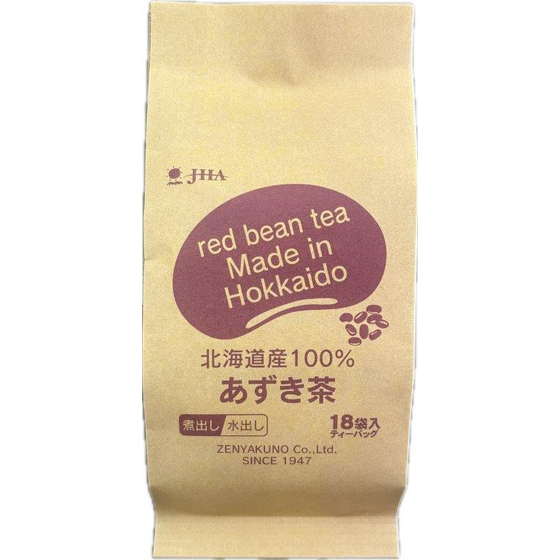 JHA
red bean tea
Made in
Hokkaido
北海道産100%
あずき茶
煮出し 水出し
18袋入
ティーバッグ
ZENYAKUNO Co.,Ltd.
SINCE 1947